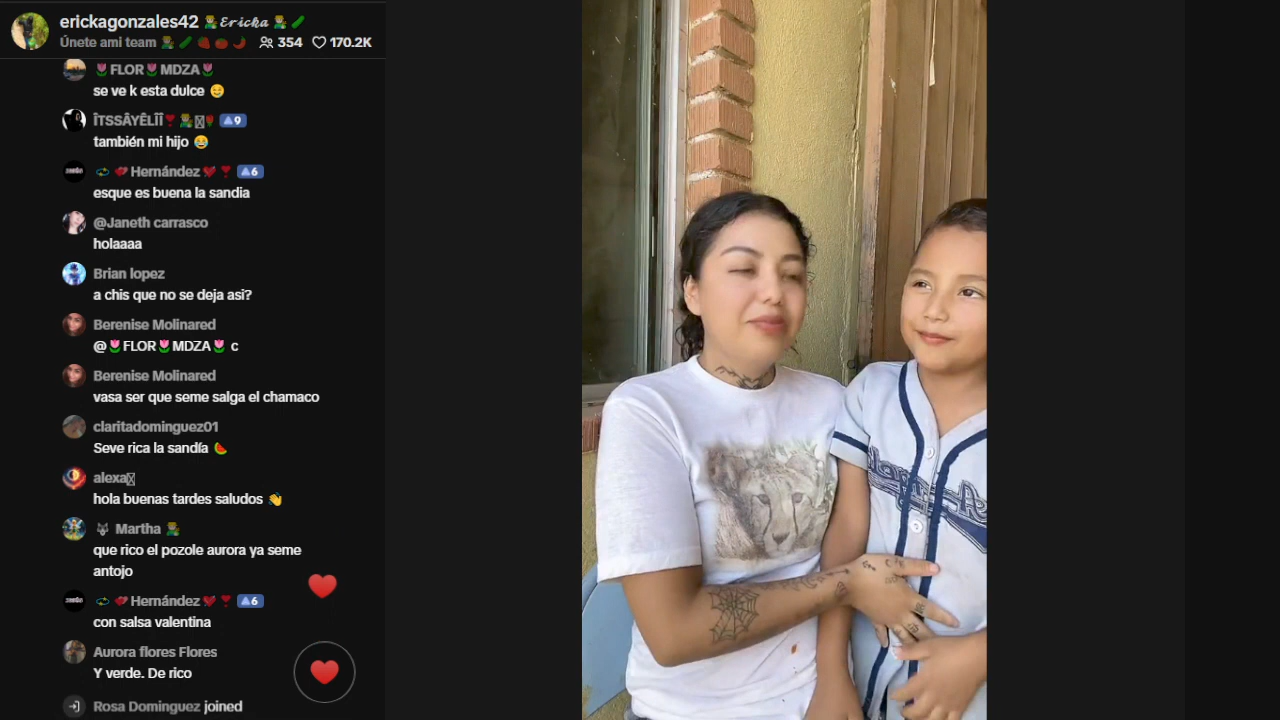 erickagonzales42 👨‍🌾𝓔𝓻𝓲𝓬𝓴𝓪👨‍🌾🥒
Únete ami team 👨‍🌾🥒🍓🍅🌶 354 170.2K
🌷FLOR🌷MDZA🌷
se ve k esta dulce 😋
ÎTSSÂYÊLÎÎ❣👨‍🌾🌹 9
también mi hijo 😂
Hernández 💔❣ 6
esque es buena la sandia
@Janeth carrasco
holaaaa
Brian lopez
a chis que no se deja asi?
Berenise Molinared
@🌷FLOR🌷MDZA🌷 c
Berenise Molinared
vasa ser que seme salga el chamaco
claritadominguez01
Seve rica la sandía 🍉
alexa
hola buenas tardes saludos 👋
🐺 Martha 👨‍🌾
que rico el pozole aurora ya seme
antojo
Hernández 💔❣ 6
con salsa valentina
Aurora flores Flores
Y verde. De rico
Rosa Dominguez joined